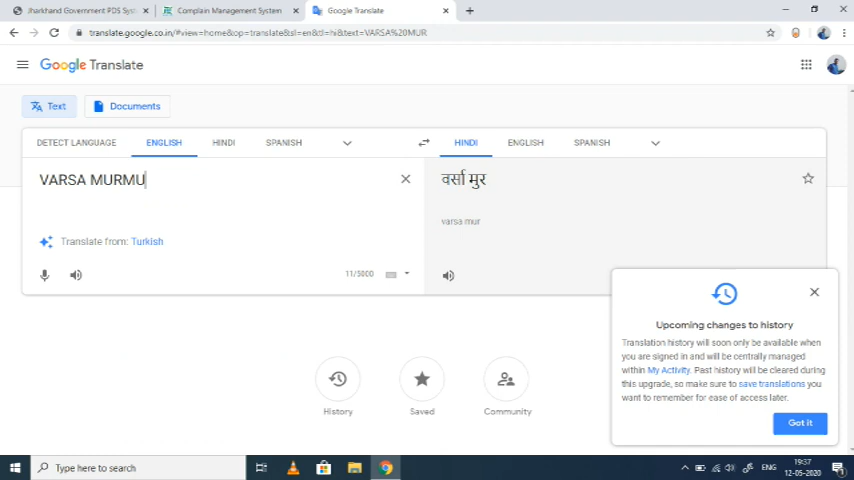 Jharkhand Government PDS Syst
Complain Management System
Google Translate
translate.google.co.in/#view=home&op=translate&sl=en&tl=hi&text=VARSA%20MUR
Google Translate
Text
Documents
DETECT LANGUAGE ENGLISH HINDI SPANISH
HINDI ENGLISH SPANISH
VARSA MURMU
वर्सा मुर
varsa mur
Translate from: Turkish
11/5000
Upcoming changes to history
Translation history will soon only be available when
you are signed in and will be centrally managed
within My Activity. Past history will be cleared during
this upgrade, so make sure to save translations you
want to remember for ease of access later.
Got it
History
Saved
Community
Type here to search
ENG
19:37
12-05-2020
1